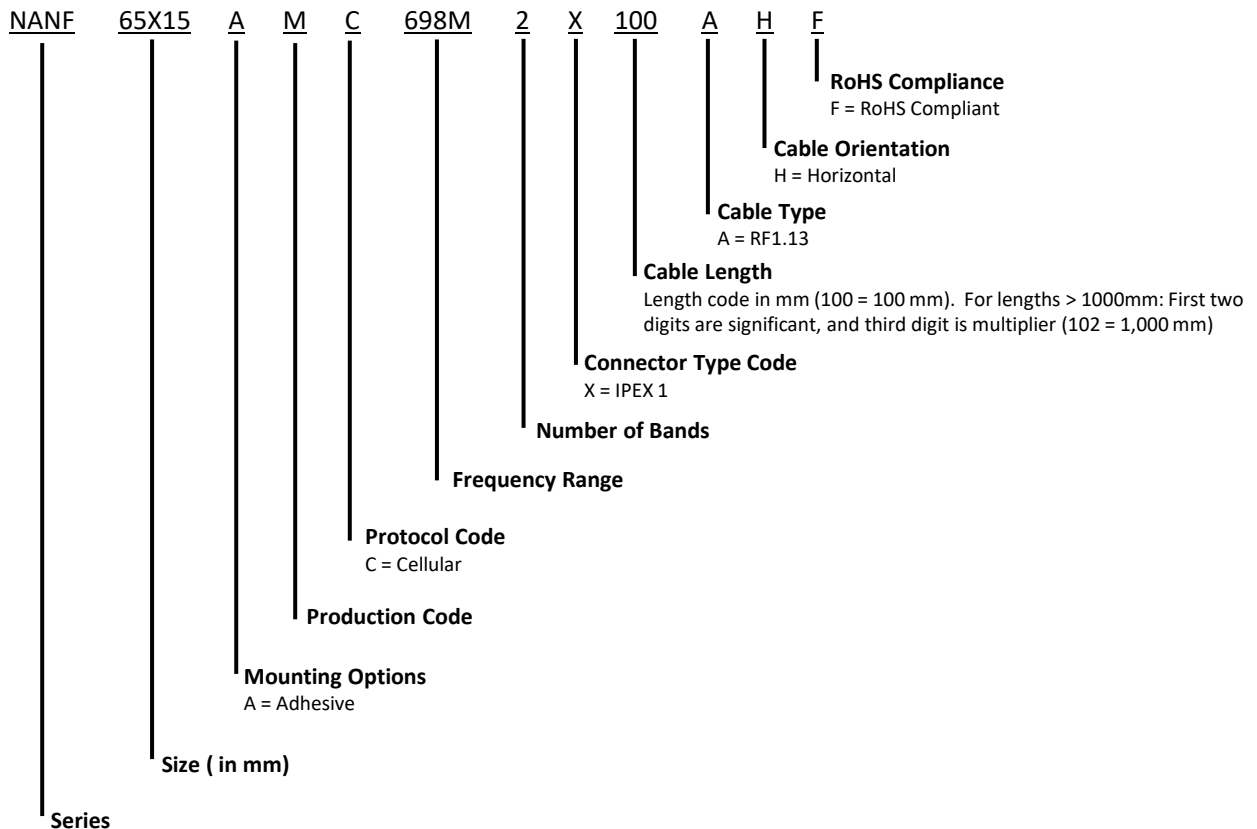 NANF 65X15 A M C 698M 2 X 100 A H F
RoHS Compliance
F = RoHS Compliant
Cable Orientation
H = Horizontal
Cable Type
A = RF1.13
Cable Length
Length code in mm (100 = 100 mm). For lengths > 1000mm: First two
digits are significant, and third digit is multiplier (102 = 1,000 mm)
Connector Type Code
X = IPEX 1
Number of Bands
Frequency Range
Protocol Code
C = Cellular
Production Code
Mounting Options
A = Adhesive
Size ( in mm)
Series